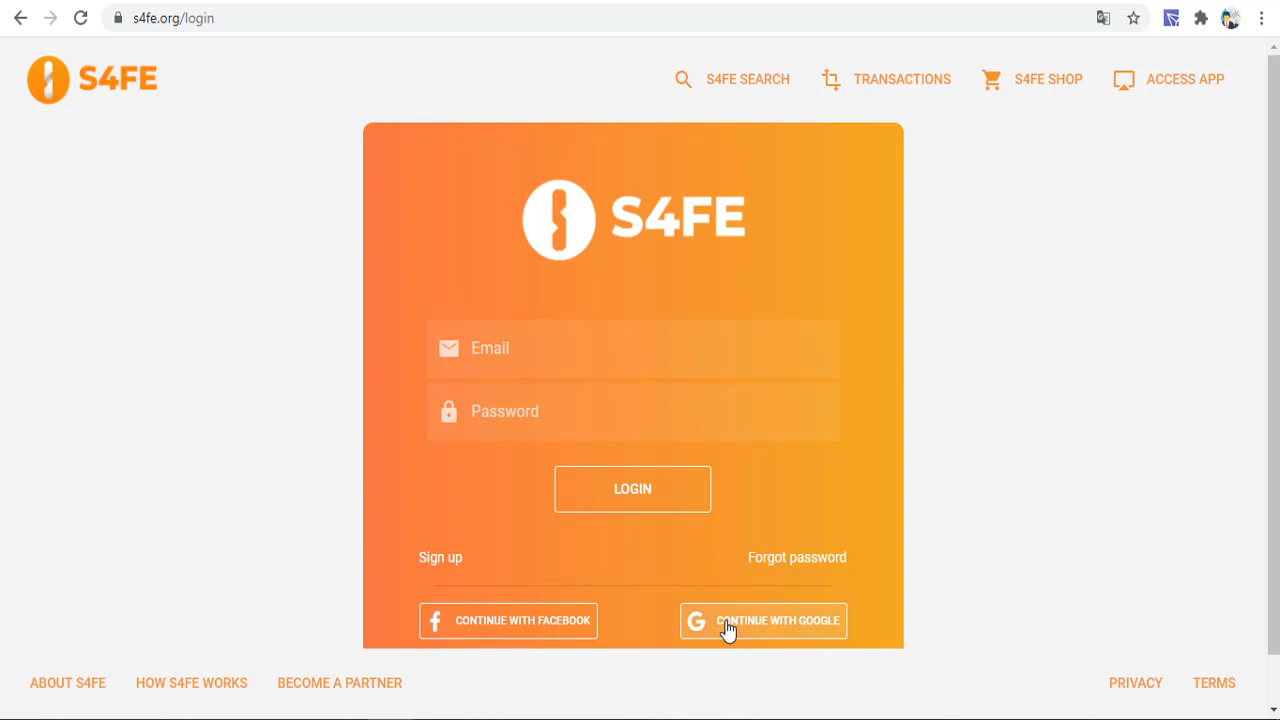 s4fe.org/login
S4FE
S4FE SEARCH
TRANSACTIONS
S4FE SHOP
ACCESS APP
S4FE
Email
Password
LOGIN
Sign up
Forgot password
CONTINUE WITH FACEBOOK
CONTINUE WITH GOOGLE
ABOUT S4FE
HOW S4FE WORKS
BECOME A PARTNER
PRIVACY
TERMS